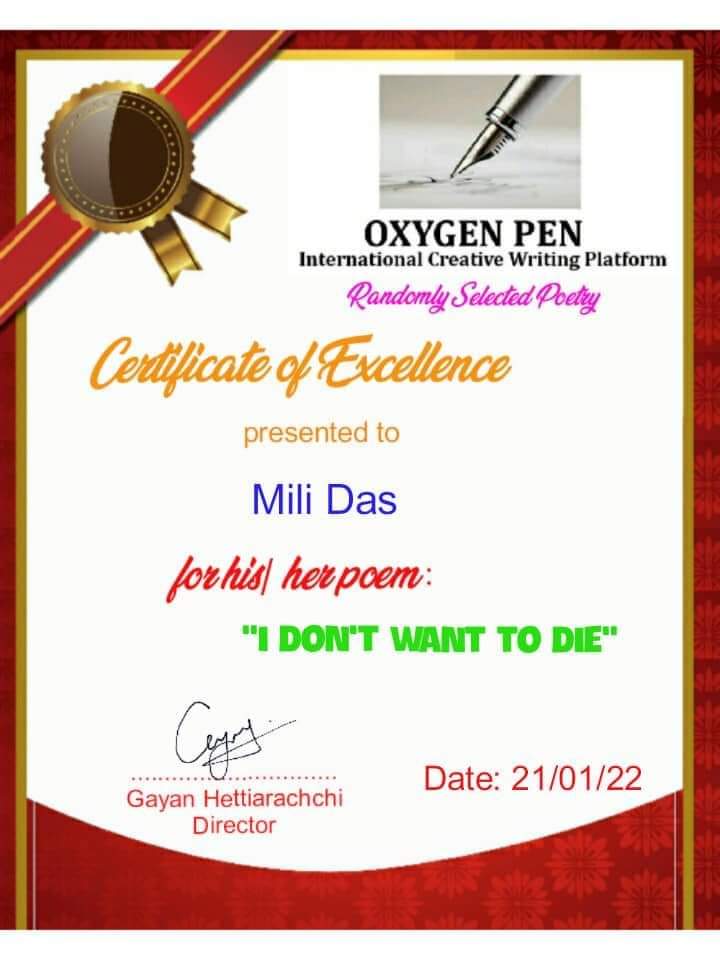 OXYGEN PEN
International Creative Writing Platform
Randomly Selected Poetry
Certificate of Excellence
presented to
Mili Das
for his| her poem:
"I DON'T WANT TO DIE"
Gayan Hettiarachchi
Director
Date: 21/01/22